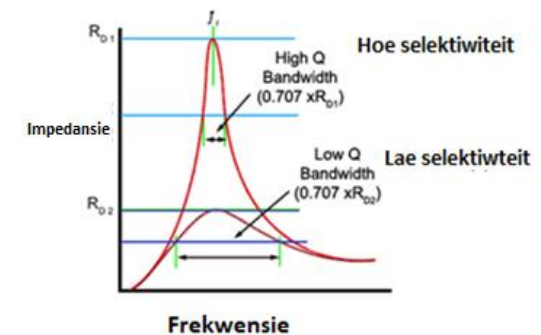 fr
RD1
Hoe selektiwiteit
High Q
Bandwidth
(0.707 xRD1)
Impedansie
Low Q
Bandwidth
(0.707 xRD2)
Lae selektiwteit
RD2
Frekwensie